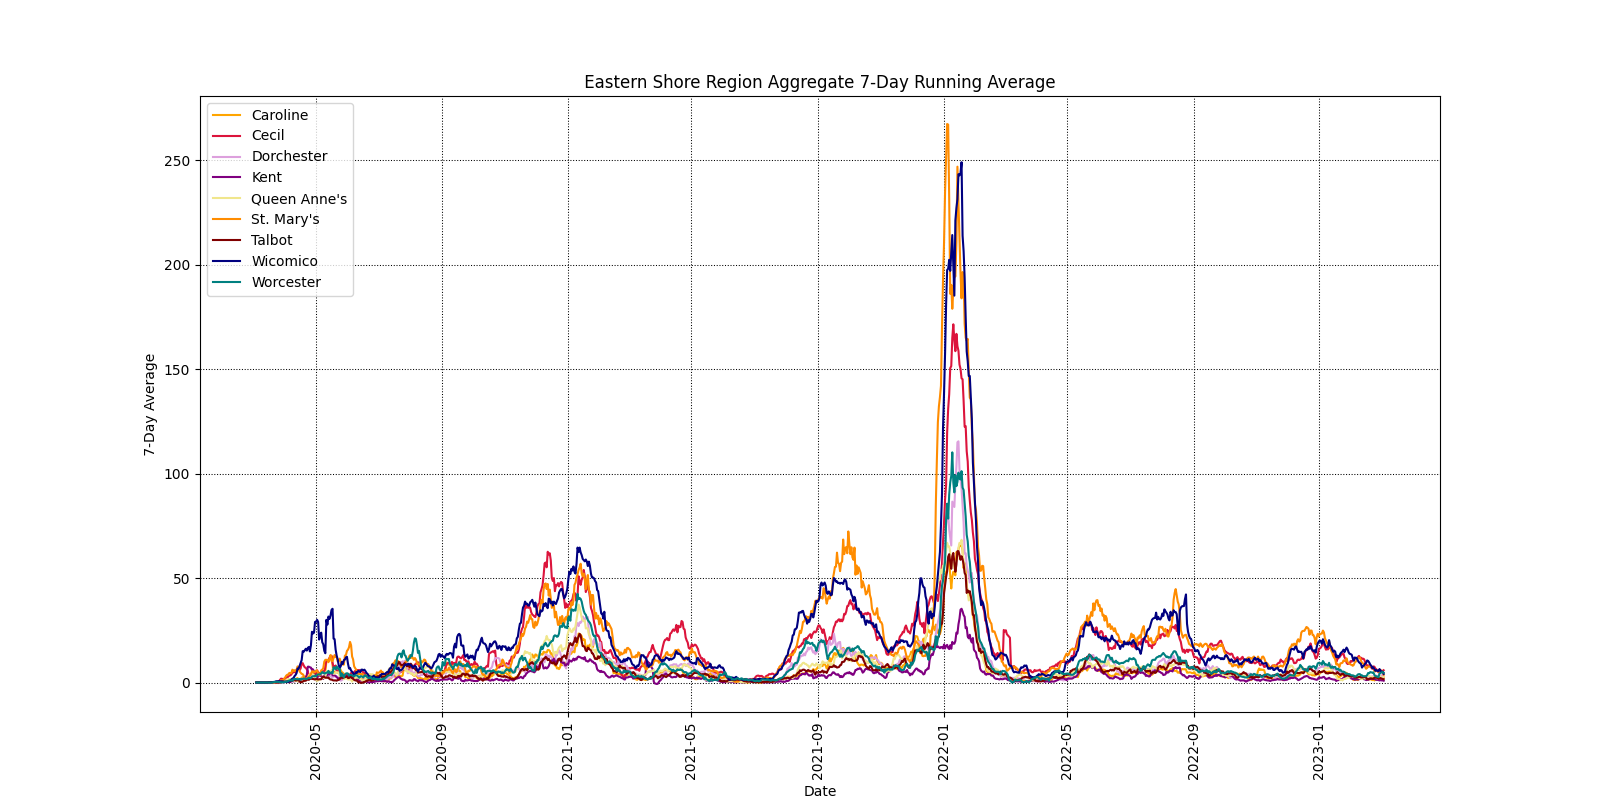 Eastern Shore Region Aggregate 7-Day Running Average
Caroline
Cecil
Dorchester
Kent
Queen Anne's
St. Mary's
Talbot
Wicomico
Worcester
250
200
150
100
50
0
7-Day Average
2020-05
2020-09
2021-01
2021-05
2021-09
2022-01
2022-05
2022-09
2023-01
Date